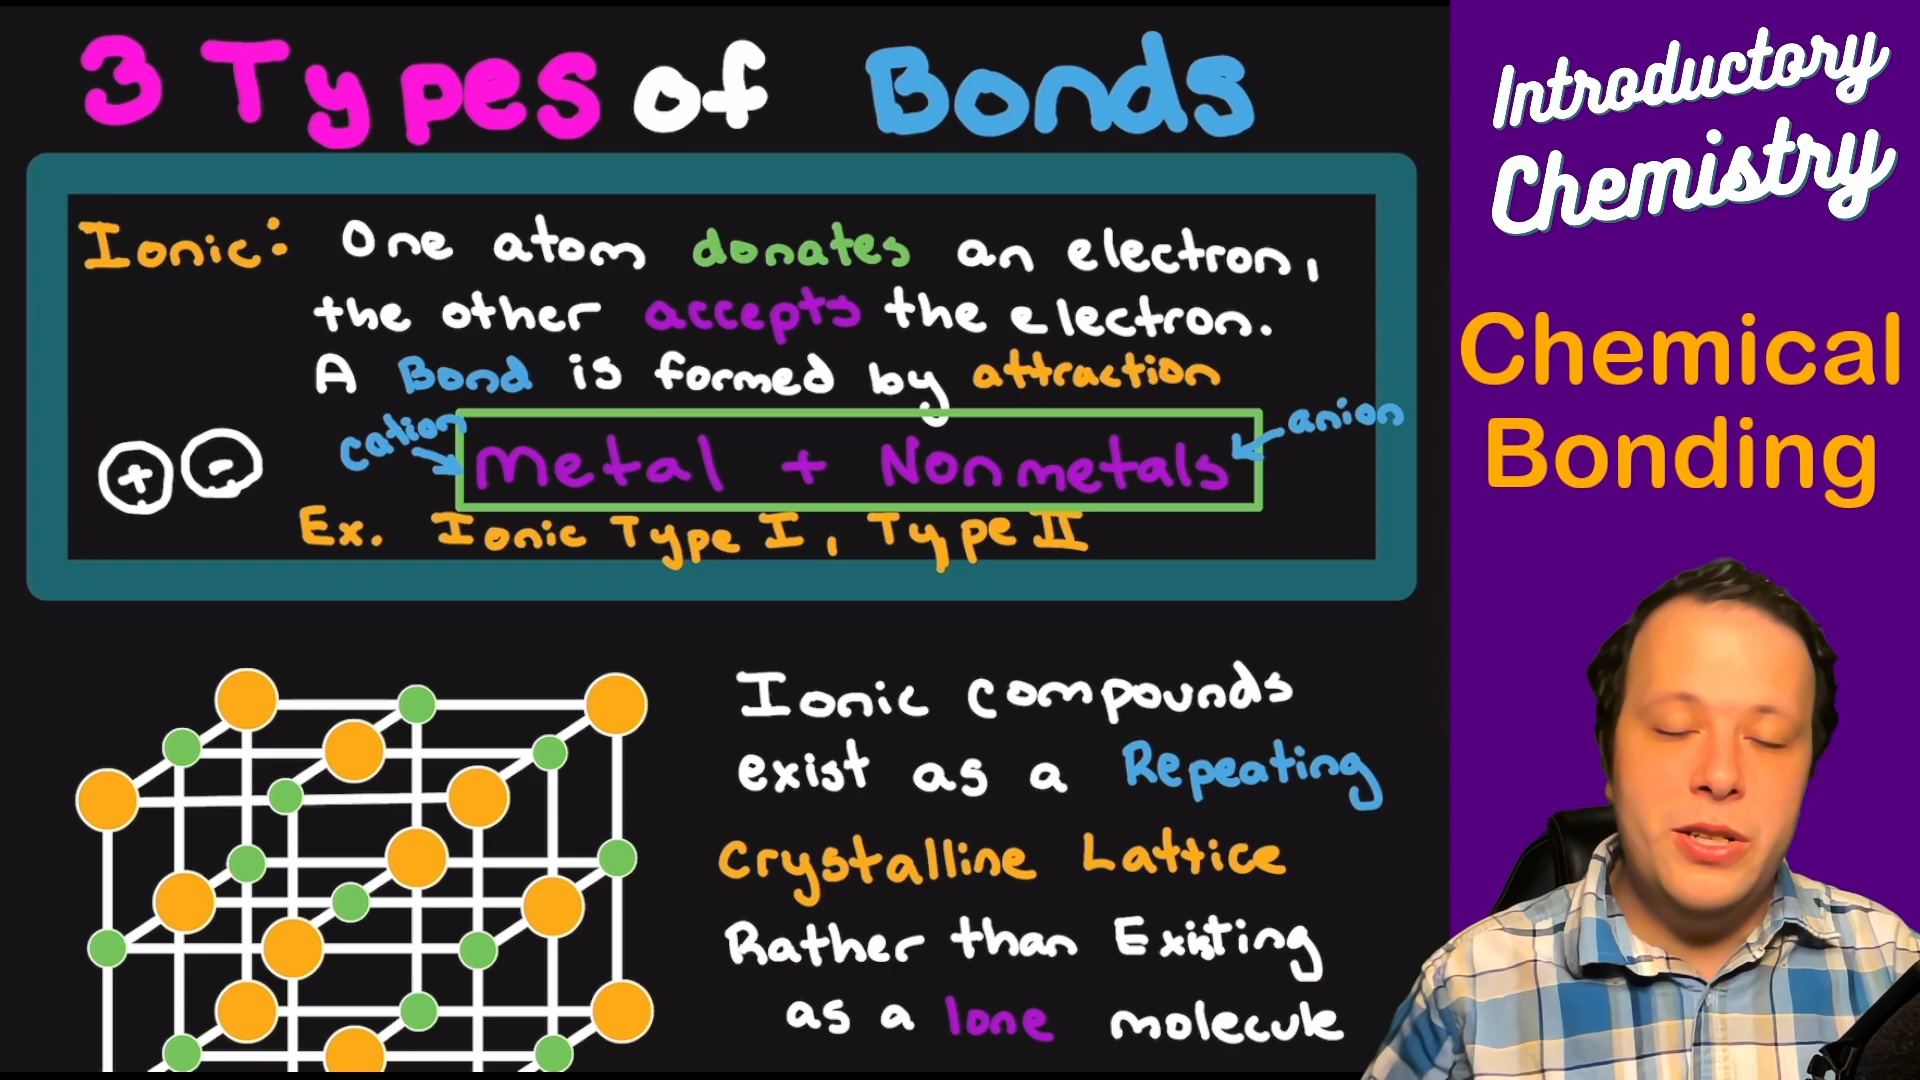 3 Types of Bonds
Ionic: One atom donates an electron,
the other accepts the electron.
A Bond is formed by attraction
cation
anion
+ -
Metal + Nonmetals
Ex. Ionic Type I, Type II
Ionic compounds
exist as a Repeating
Crystalline Lattice
Rather than Existing
as a lone molecule
Introductory
Chemistry
Chemical
Bonding